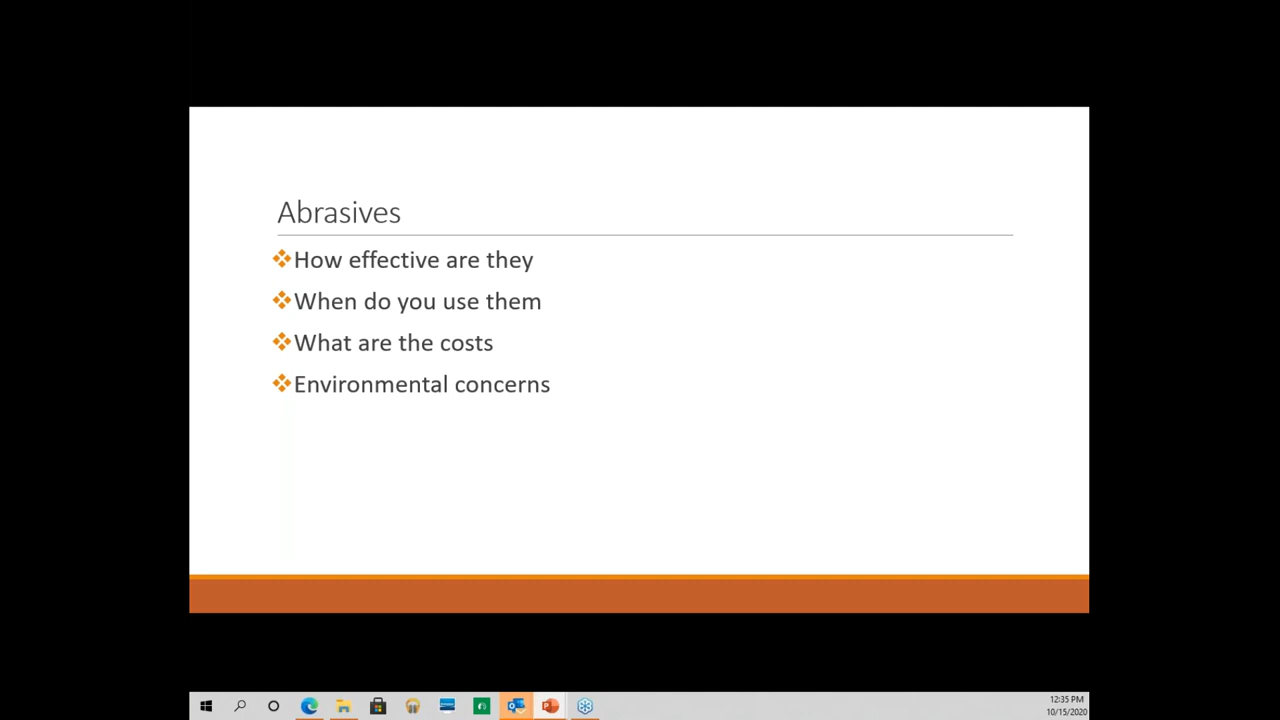 Abrasives
How effective are they
When do you use them
What are the costs
Environmental concerns
12:35 PM
10/15/2020